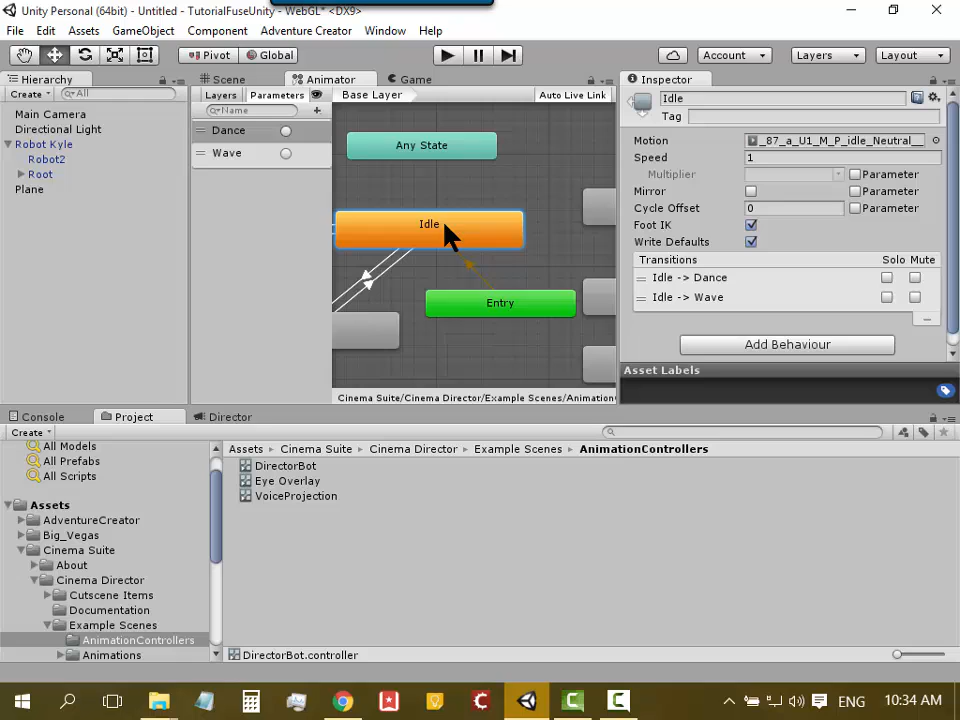 Unity Personal (64bit) - Untitled - TutorialFuseUnity - WebGL* <DX9>
File Edit Assets GameObject Component Adventure Creator Window Help
Pivot Global Account Layers Layout
Hierarchy Scene Animator Game Inspector
Create All Layers Parameters Base Layer Auto Live Link Idle
Name Tag
Main Camera
Directional Light
Robot Kyle
Robot2
Root
Plane
Dance
Wave
Any State
Idle
Entry
Cinema Suite/Cinema Director/Example Scenes/Animation
Motion _87_a_U1_M_P_idle_Neutral__
Speed 1
Multiplier Parameter
Mirror Parameter
Cycle Offset 0 Parameter
Foot IK
Write Defaults
Transitions Solo Mute
Idle -> Dance
Idle -> Wave
Add Behaviour
Asset Labels
Console Project Director
Create
All Models
All Prefabs
All Scripts
Assets
AdventureCreator
Big_Vegas
Cinema Suite
About
Cinema Director
Cutscene Items
Documentation
Example Scenes
AnimationControllers
Animations
Assets Cinema Suite Cinema Director Example Scenes AnimationControllers
DirectorBot
Eye Overlay
VoiceProjection
DirectorBot.controller
ENG 10:34 AM